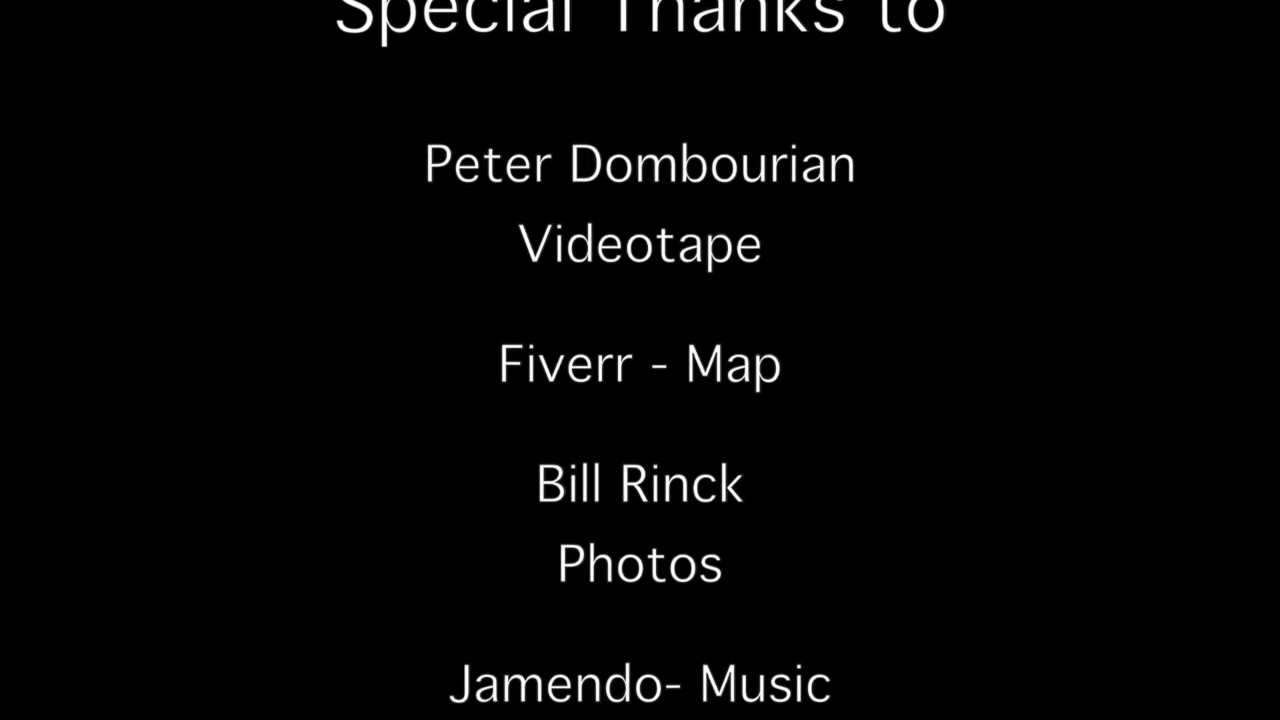 Special Thanks to
Peter Dombourian
Videotape
Fiverr - Map
Bill Rinck
Photos
Jamendo- Music